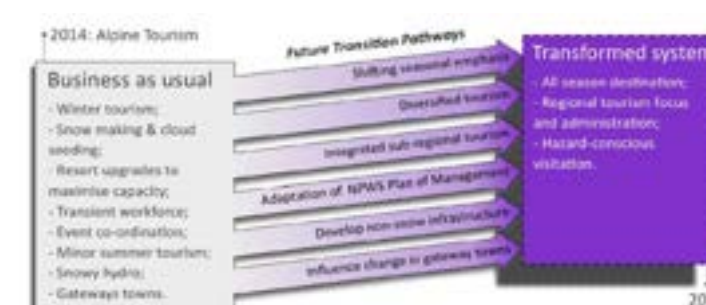 2014: Alpine Tourism
Future Transition Pathways
Business as usual
- Winter tourism;
- Snow making & cloud
seeding;
- Resort upgrades to
maximise capacity;
- Transient workforce;
- Event co-ordination;
- Minor summer tourism;
- Snowy hydro;
- Gateways towns.
Shifting seasonal emphasis
Diversified tourism
Integrated sub-regional tourism
Adaptation of NPWS Plan of Management
Develop non-snow infrastructure
Influence change in gateway towns
Transformed system
- All season destination;
- Regional tourism focus
and administration;
- Hazard-conscious
visitation.